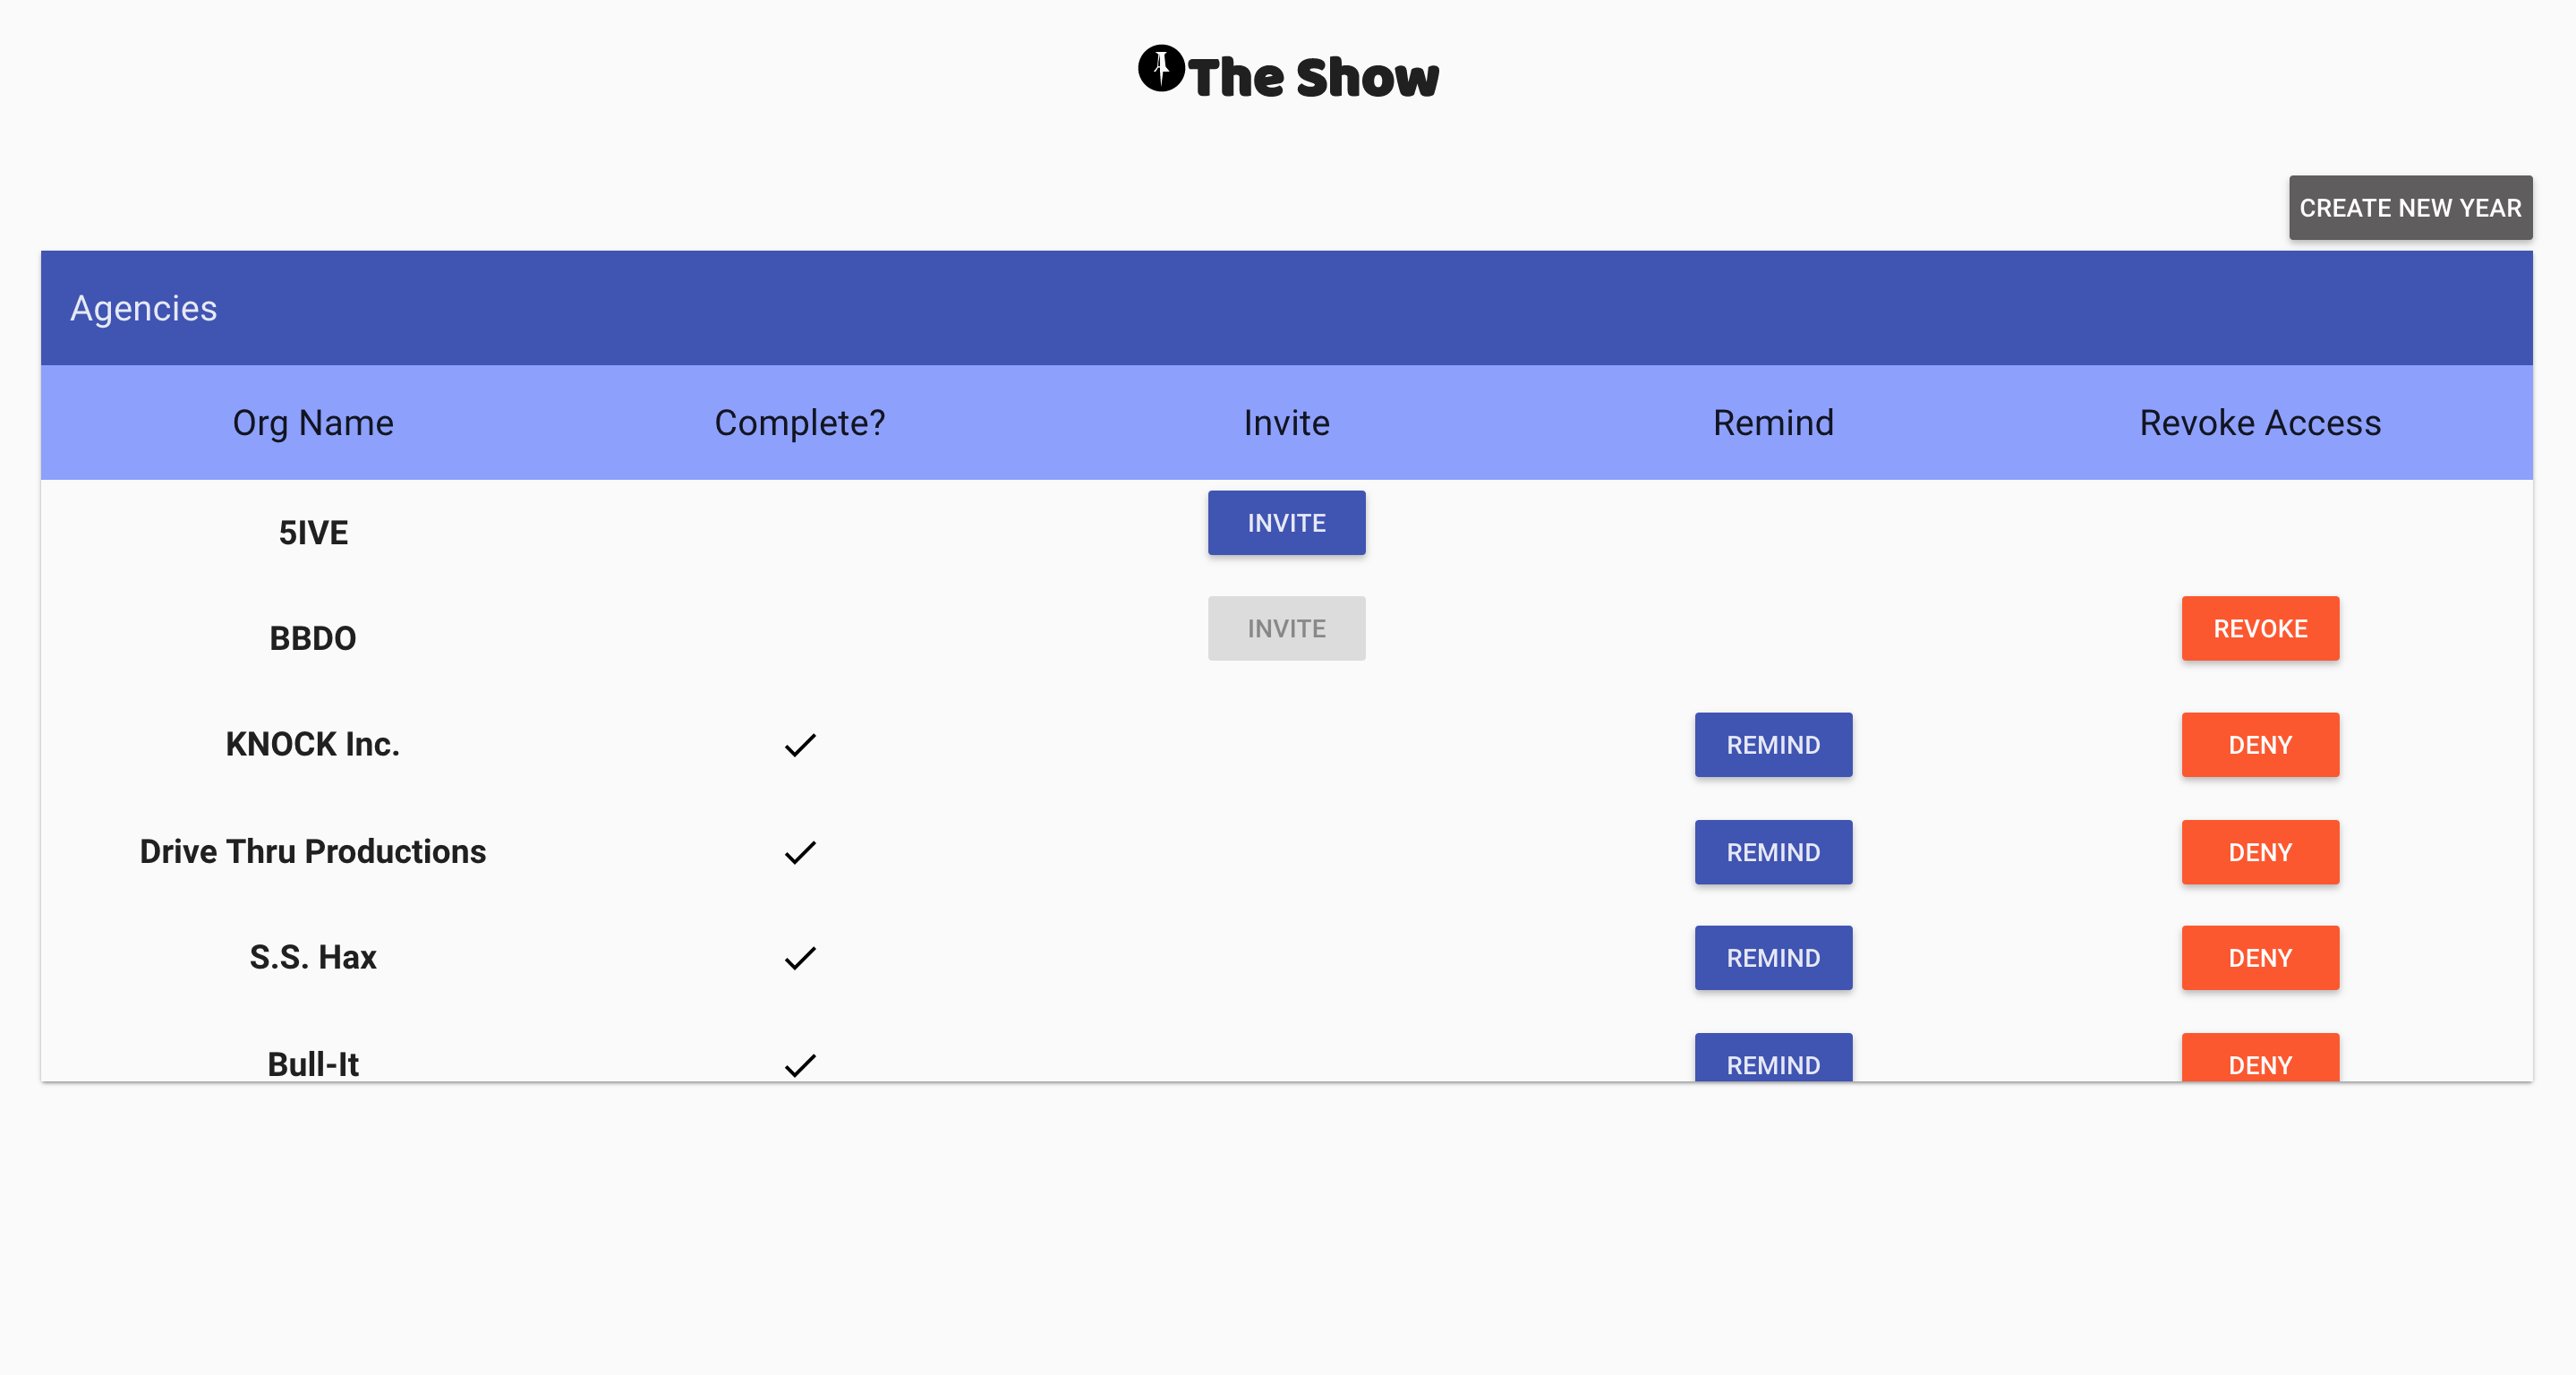 The Show
CREATE NEW YEAR
Agencies
Org Name Complete? Invite Remind Revoke Access
5IVE INVITE
BBDO INVITE REVOKE
KNOCK Inc. REMIND DENY
Drive Thru Productions REMIND DENY
S.S. Hax REMIND DENY
Bull-It REMIND DENY